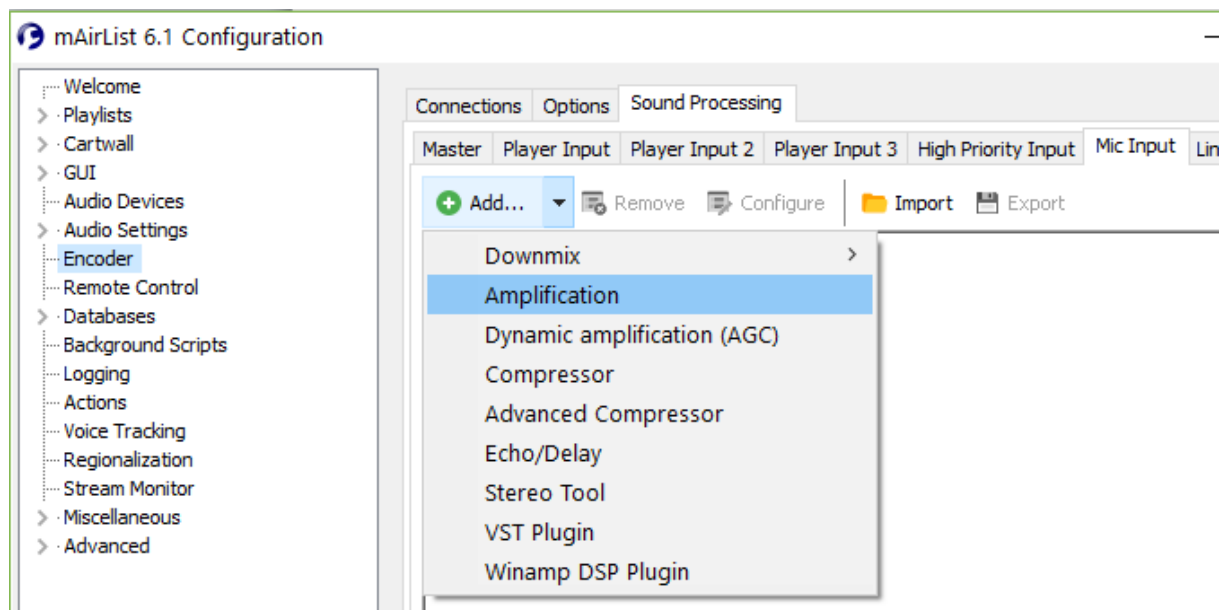 mAirList 6.1 Configuration
Welcome
Playlists
Cartwall
GUI
Audio Devices
Audio Settings
Encoder
Remote Control
Databases
Background Scripts
Logging
Actions
Voice Tracking
Regionalization
Stream Monitor
Miscellaneous
Advanced
Connections Options Sound Processing
Master Player Input Player Input 2 Player Input 3 High Priority Input Mic Input Lin
Add... Remove Configure Import Export
Downmix
Amplification
Dynamic amplification (AGC)
Compressor
Advanced Compressor
Echo/Delay
Stereo Tool
VST Plugin
Winamp DSP Plugin